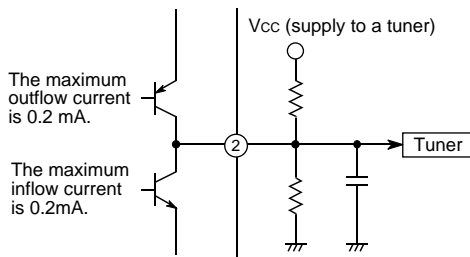 Vcc (supply to a tuner)
The maximum
outflow current
is 0.2 mA.
2
Tuner
The maximum
inflow current
is 0.2mA.